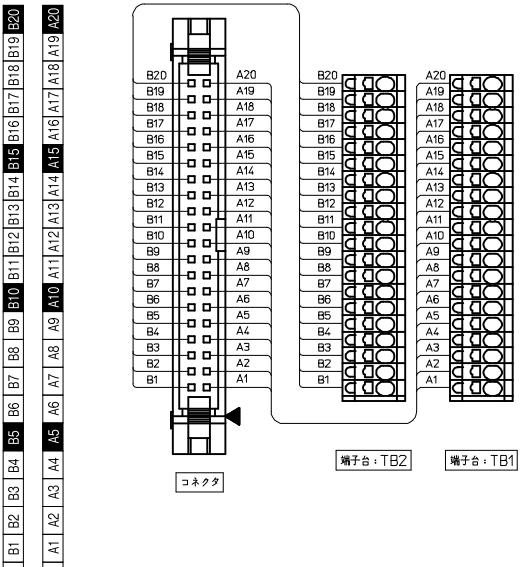 B20 A20
B19 A19
B18 A18
B17 A17
B16 A16
B15 A15
B14 A14
B13 A13
B12 A12
B11 A11
B10 A10
B9 A9
B8 A8
B7 A7
B6 A6
B5 A5
B4 A4
B3 A3
B2 A2
B1 A1
B20 A20 B20 A20
B19 A19 B19 A19
B18 A18 B18 A18
B17 A17 B17 A17
B16 A16 B16 A16
B15 A15 B15 A15
B14 A14 B14 A14
B13 A13 B13 A13
B12 A12 B12 A12
B11 A11 B11 A11
B10 A10 B10 A10
B9 A9 B9 A9
B8 A8 B8 A8
B7 A7 B7 A7
B6 A6 B6 A6
B5 A5 B5 A5
B4 A4 B4 A4
B3 A3 B3 A3
B2 A2 B2 A2
B1 A1 B1 A1
コネクタ
端子台：TB2
端子台：TB1